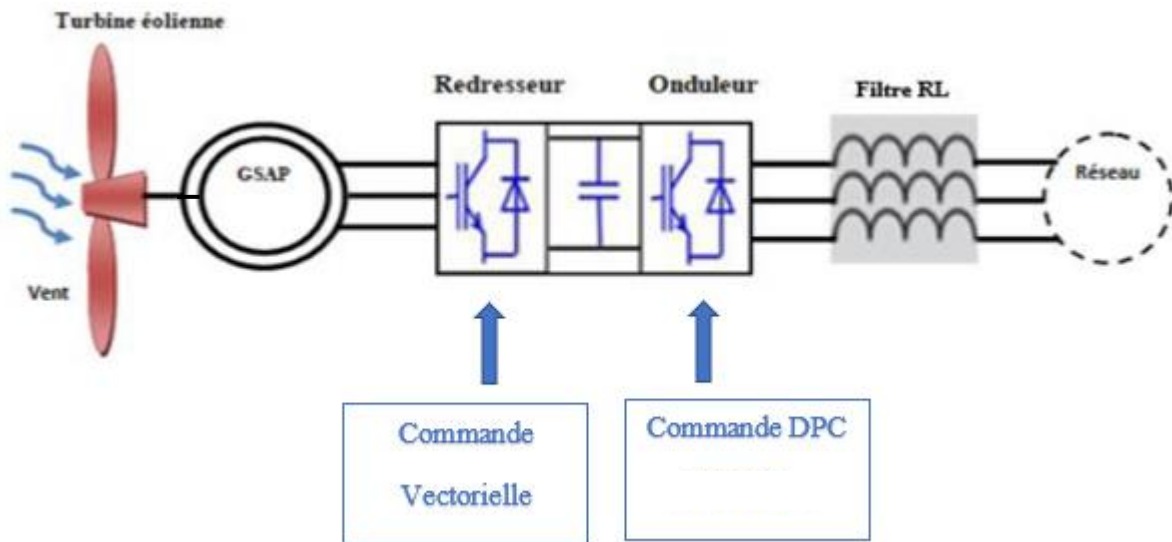 Turbine éolienne
Redresseur
Onduleur
Filtre RL
GSAP
Réseau
Vent
Commande
Vectorielle
Commande DPC